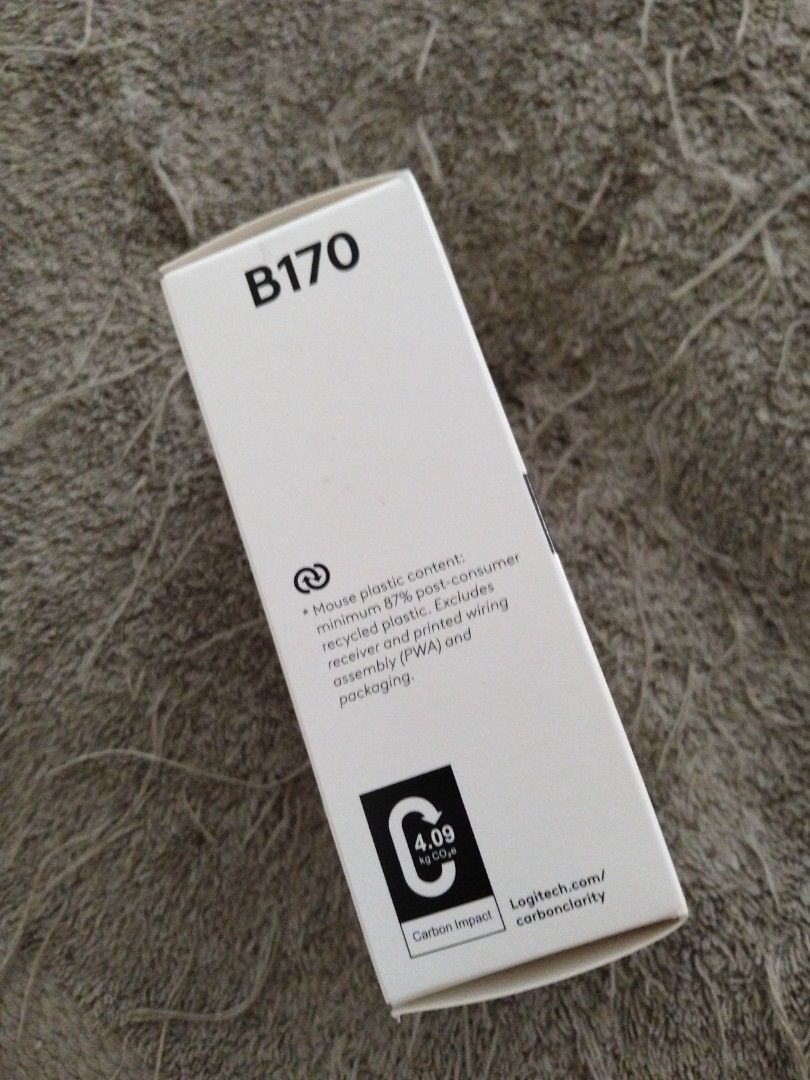 B170
* Mouse plastic content:
minimum 87% post-consumer
recycled plastic. Excludes
receiver and printed wiring
assembly (PWA) and
packaging.
4.09
kg CO₂e
Carbon Impact
Logitech.com/
carbonclarity